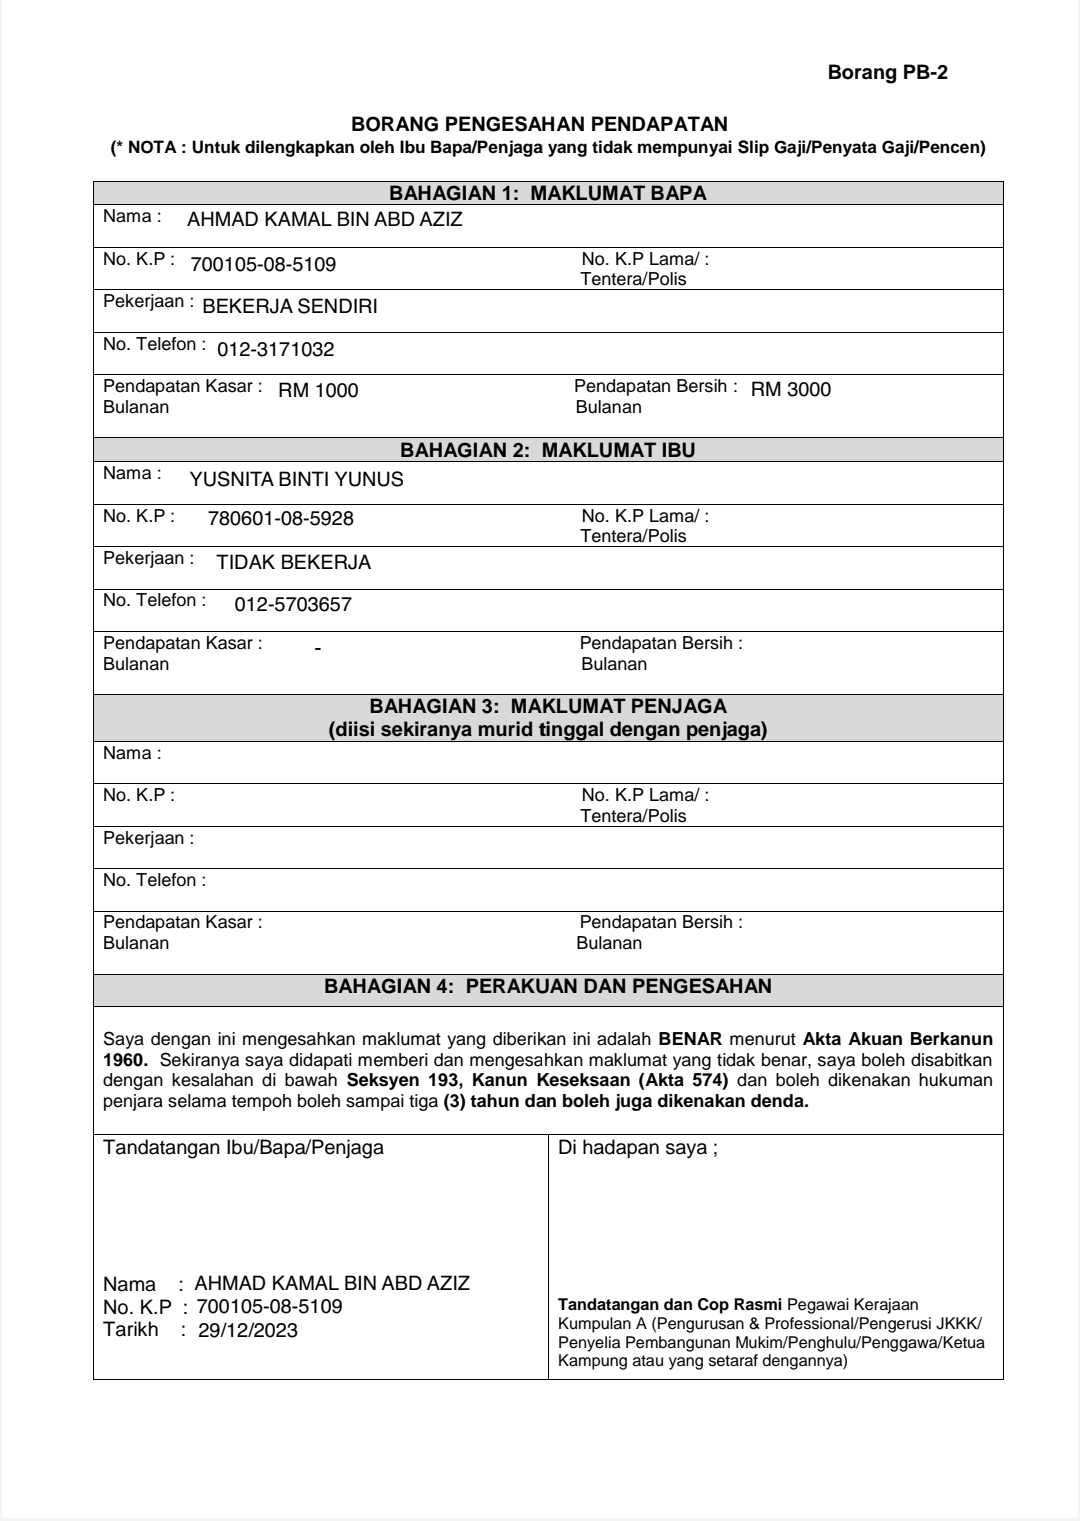 Borang PB-2
BORANG PENGESAHAN PENDAPATAN
(* NOTA : Untuk dilengkapkan oleh Ibu Bapa/Penjaga yang tidak mempunyai Slip Gaji/Penyata Gaji/Pencen)
BAHAGIAN 1: MAKLUMAT BAPA
Nama : AHMAD KAMAL BIN ABD AZIZ
No. K.P : 700105-08-5109 No. K.P Lama/ :
Tentera/Polis
Pekerjaan : BEKERJA SENDIRI
No. Telefon : 012-3171032
Pendapatan Kasar : RM 1000 Pendapatan Bersih : RM 3000
Bulanan Bulanan
BAHAGIAN 2: MAKLUMAT IBU
Nama : YUSNITA BINTI YUNUS
No. K.P : 780601-08-5928 No. K.P Lama/ :
Tentera/Polis
Pekerjaan : TIDAK BEKERJA
No. Telefon : 012-5703657
Pendapatan Kasar : - Pendapatan Bersih :
Bulanan Bulanan
BAHAGIAN 3: MAKLUMAT PENJAGA
(diisi sekiranya murid tinggal dengan penjaga)
Nama :
No. K.P : No. K.P Lama/ :
Tentera/Polis
Pekerjaan :
No. Telefon :
Pendapatan Kasar : Pendapatan Bersih :
Bulanan Bulanan
BAHAGIAN 4: PERAKUAN DAN PENGESAHAN
Saya dengan ini mengesahkan maklumat yang diberikan ini adalah BENAR menurut Akta Akuan Berkanun
1960. Sekiranya saya didapati memberi dan mengesahkan maklumat yang tidak benar, saya boleh disabitkan
dengan kesalahan di bawah Seksyen 193, Kanun Keseksaan (Akta 574) dan boleh dikenakan hukuman
penjara selama tempoh boleh sampai tiga (3) tahun dan boleh juga dikenakan denda.
Tandatangan Ibu/Bapa/Penjaga
Nama : AHMAD KAMAL BIN ABD AZIZ
No. K.P : 700105-08-5109
Tarikh : 29/12/2023
Di hadapan saya ;
Tandatangan dan Cop Rasmi Pegawai Kerajaan
Kumpulan A (Pengurusan & Professional/Pengerusi JKKK/
Penyelia Pembangunan Mukim/Penghulu/Penggawa/Ketua
Kampung atau yang setaraf dengannya)